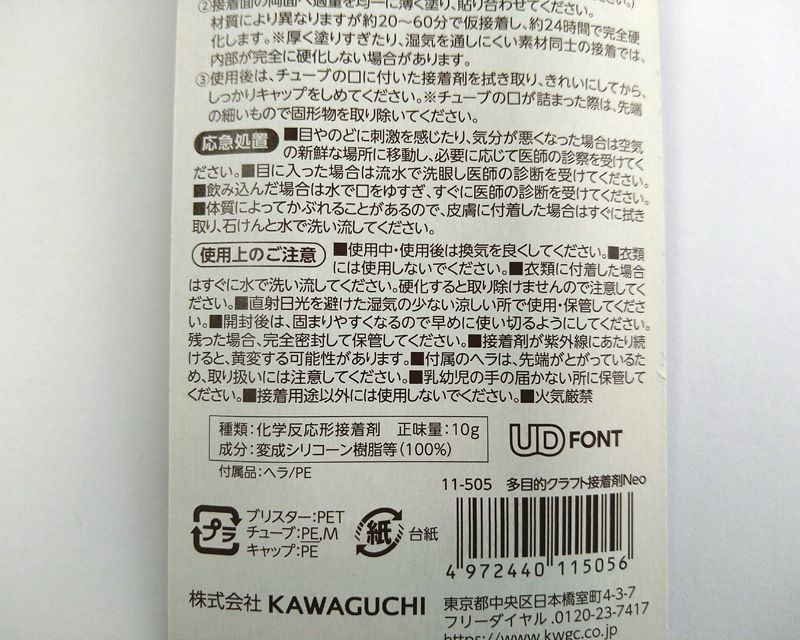 ②接着面の両面へ適量を均一に薄く塗り、貼り合わせてください。
材質により異なりますが約20～60分で仮接着し、約24時間で完全硬
化します。※厚く塗りすぎたり、湿気を通しにくい素材同士の接着では、
内部が完全に硬化しない場合があります。
③使用後は、チューブの口に付いた接着剤を拭き取り、きれいにしてから、
しっかりキャップをしめてください。※チューブの口が詰まった際は、先端
の細いもので固形物を取り除いてください。
応急処置 ■目やのどに刺激を感じたり、気分が悪くなった場合は空気
の新鮮な場所に移動し、必要に応じて医師の診察を受けてく
ださい。■目に入った場合は流水で洗眼し医師の診断を受けてください。
■飲み込んだ場合は水で口をゆすぎ、すぐに医師の診断を受けてください。
■体質によってかぶれることがあるので、皮膚に付着した場合はすぐに拭き
取り、石けんと水で洗い流してください。
使用上のご注意 ■使用中・使用後は換気を良くしてください。■衣類
には使用しないでください。■衣類に付着した場合
はすぐに水で洗い流してください。硬化すると取り除けませんので注意してく
ださい。■直射日光を避けた湿気の少ない涼しい所で使用・保管してくださ
い。■開封後は、固まりやすくなるので早めに使い切るようにしてください。
残った場合、完全密封して保管してください。■接着剤が紫外線にあたり続
けると、黄変する可能性があります。■付属のヘラは、先端がとがっているた
め、取り扱いには注意してください。■乳幼児の手の届かない所に保管して
ください。■接着用途以外には使用しないでください。■火気厳禁
種類：化学反応形接着剤 正味量：10g
成分：変成シリコーン樹脂等（100%）
UD FONT
付属品：ヘラ/PE
11-505 多目的クラフト接着剤Neo
プラ
ブリスター：PET
チューブ：PE,M
キャップ：PE
紙
台紙
4 972440 115056
株式会社 KAWAGUCHI
東京都中央区日本橋室町4-3-7
フリーダイヤル .0120-23-7417
https://www.kwgc.co.jp